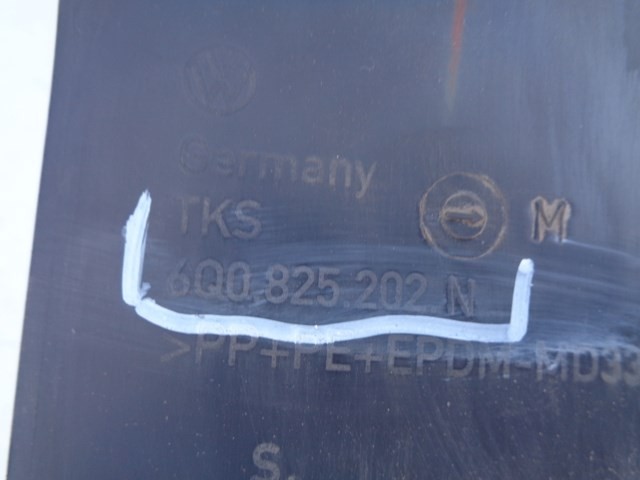 Germany
TKS M
6Q0.825.202 N
>PP+PE+EPDM-MD33
S.